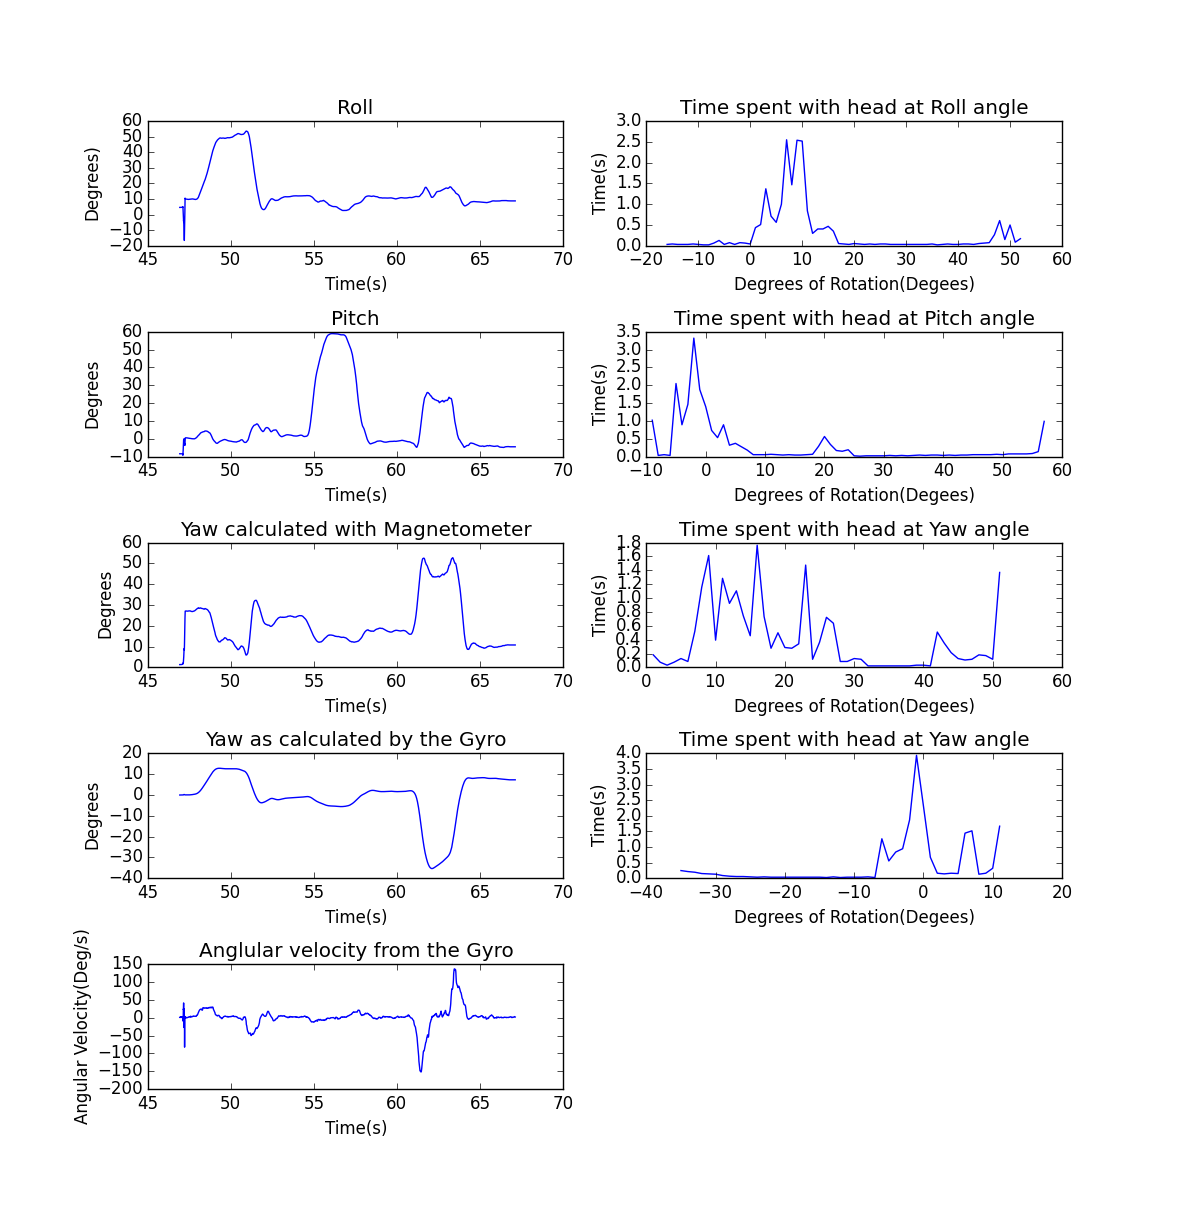 Roll
Degrees)
60
50
40
30
20
10
0
−10
−20
45 50 55 60 65 70
Time(s)
Time spent with head at Roll angle
Time(s)
3.0
2.5
2.0
1.5
1.0
0.5
0.0
−20 −10 0 10 20 30 40 50 60
Degrees of Rotation(Degees)
Pitch
Degrees
60
50
40
30
20
10
0
−10
45 50 55 60 65 70
Time(s)
Time spent with head at Pitch angle
Time(s)
3.5
3.0
2.5
2.0
1.5
1.0
0.5
0.0
−10 0 10 20 30 40 50 60
Degrees of Rotation(Degees)
Yaw calculated with Magnetometer
Degrees
60
50
40
30
20
10
0
45 50 55 60 65 70
Time(s)
Time spent with head at Yaw angle
Time(s)
1.8
1.6
1.4
1.2
1.0
0.8
0.6
0.4
0.2
0.0
0 10 20 30 40 50 60
Degrees of Rotation(Degees)
Yaw as calculated by the Gyro
Degrees
20
10
0
−10
−20
−30
−40
45 50 55 60 65 70
Time(s)
Time spent with head at Yaw angle
Time(s)
4.0
3.5
3.0
2.5
2.0
1.5
1.0
0.5
0.0
−40 −30 −20 −10 0 10 20
Degrees of Rotation(Degees)
Anglular velocity from the Gyro
Angular Velocity(Deg/s)
150
100
50
0
−50
−100
−150
−200
45 50 55 60 65 70
Time(s)